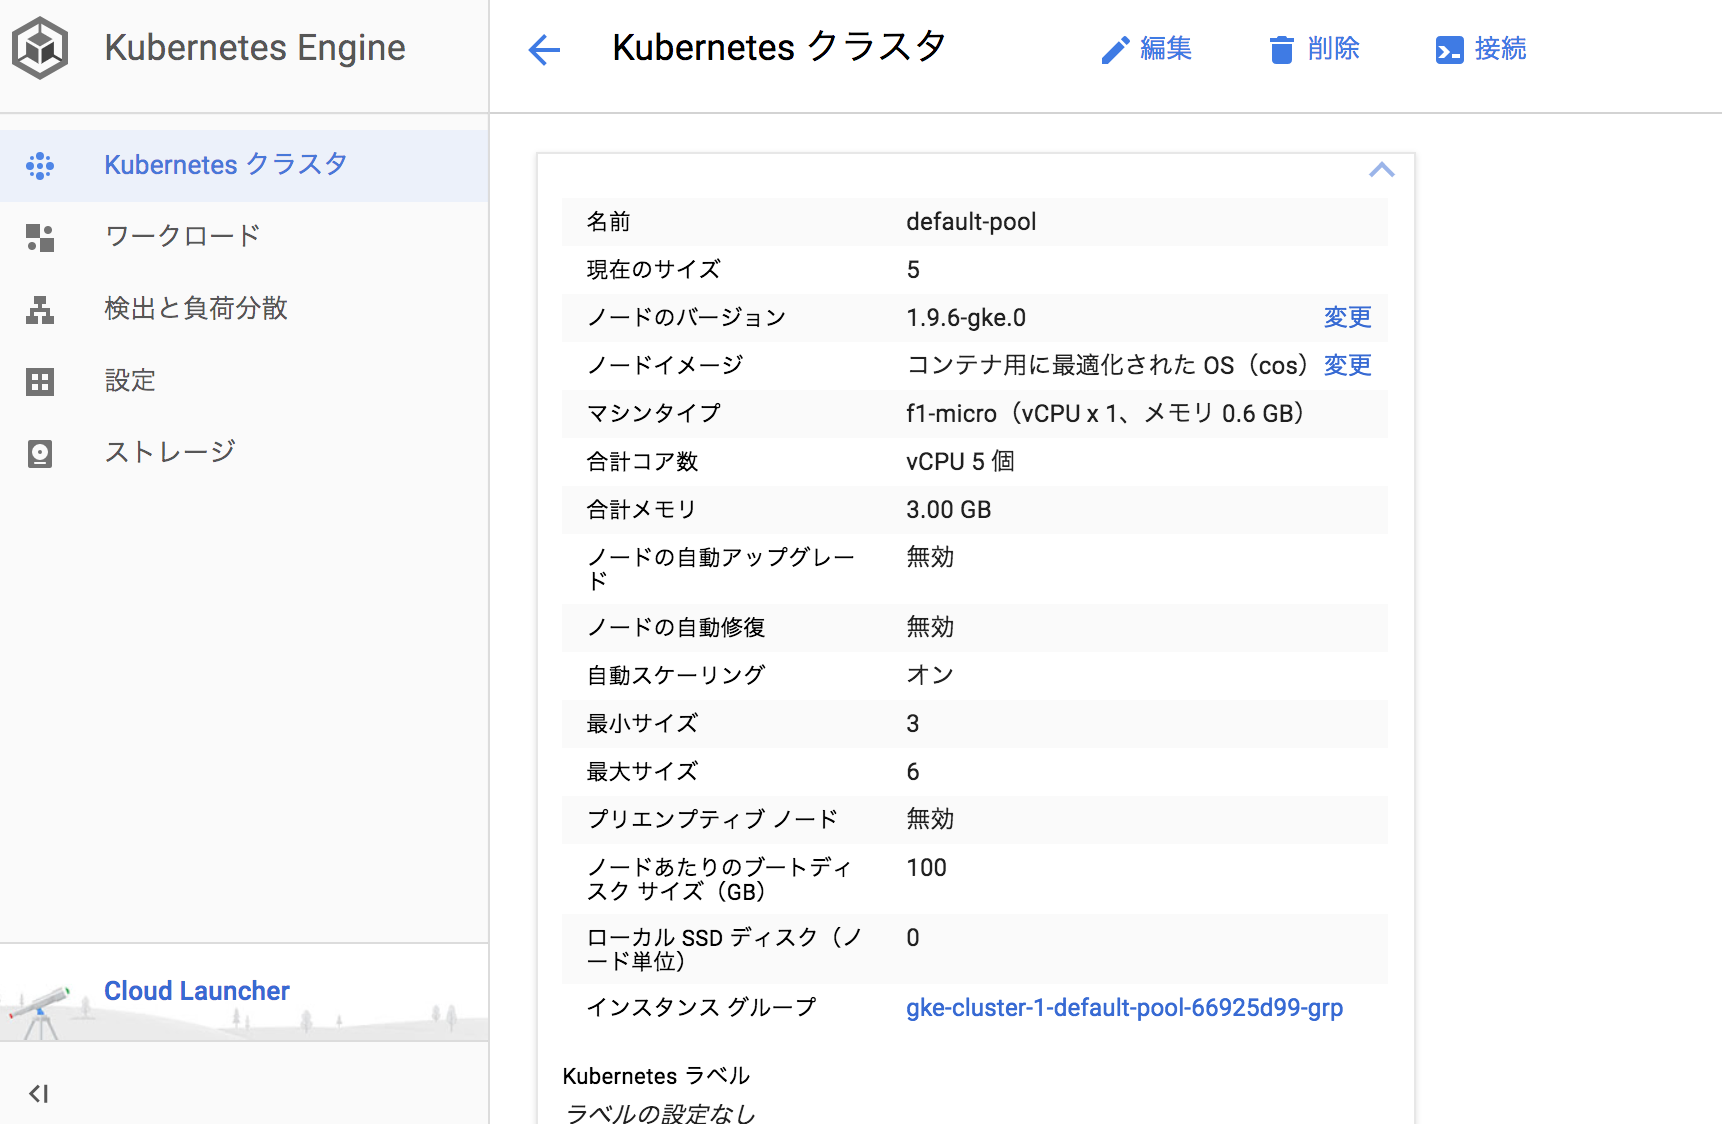 Kubernetes Engine
Kubernetes クラスタ
編集
削除
接続
Kubernetes クラスタ
ワークロード
検出と負荷分散
設定
ストレージ
Cloud Launcher
名前 default-pool
現在のサイズ 5
ノードのバージョン 1.9.6-gke.0 変更
ノードイメージ コンテナ用に最適化された OS（cos） 変更
マシンタイプ f1-micro（vCPU x 1、メモリ 0.6 GB）
合計コア数 vCPU 5 個
合計メモリ 3.00 GB
ノードの自動アップグレー 無効
ド
ノードの自動修復 無効
自動スケーリング オン
最小サイズ 3
最大サイズ 6
プリエンプティブ ノード 無効
ノードあたりのブートディ 100
スク サイズ（GB）
ローカル SSD ディスク（ノ 0
ード単位）
インスタンス グループ gke-cluster-1-default-pool-66925d99-grp
Kubernetes ラベル
ラベルの設定なし